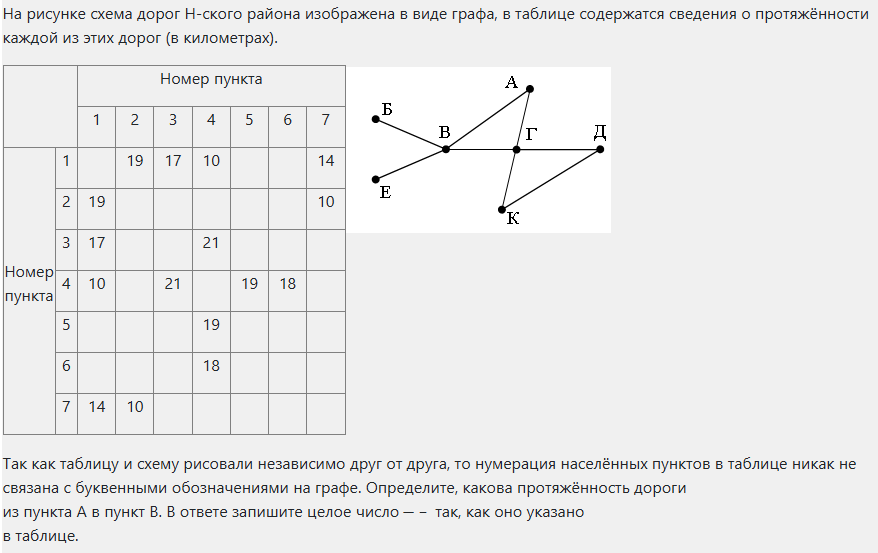 На рисунке схема дорог Н-ского района изображена в виде графа, в таблице содержатся сведения о протяжённости
каждой из этих дорог (в километрах).
Номер пункта
1 2 3 4 5 6 7
Номер
пункта
1 19 17 10 14
2 19 10
3 17 21
4 10 21 19 18
5 19
6 18
7 14 10
А
Б
В
Г
Д
Е
К
Так как таблицу и схему рисовали независимо друг от друга, то нумерация населённых пунктов в таблице никак не
связана с буквенными обозначениями на графе. Определите, какова протяжённость дороги
из пункта А в пункт В. В ответе запишите целое число — – так, как оно указано
в таблице.